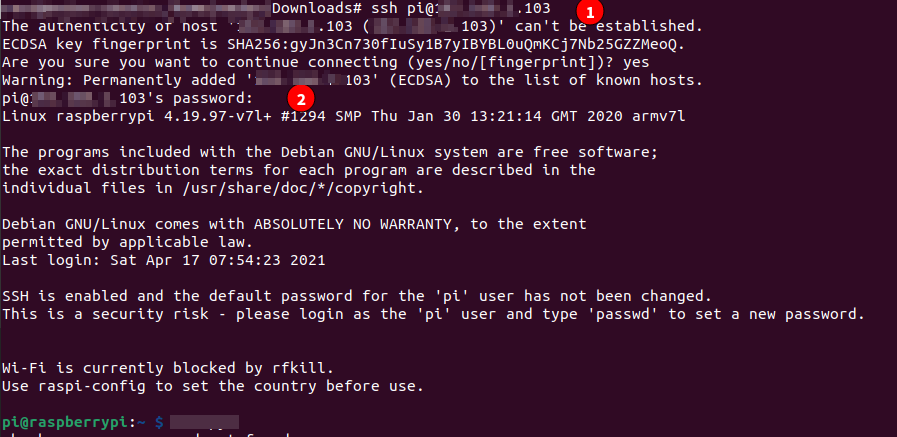 Downloads# ssh pi@ .103 1
The authenticity of host ' .103 ( .103)' can't be established.
ECDSA key fingerprint is SHA256:gyJn3Cn730fIuSy1B7yIBYBL0uQmKCj7Nb25GZZMeoQ.
Are you sure you want to continue connecting (yes/no/[fingerprint])? yes
Warning: Permanently added ' 103' (ECDSA) to the list of known hosts.
pi@ 103's password: 2
Linux raspberrypi 4.19.97-v7l+ #1294 SMP Thu Jan 30 13:21:14 GMT 2020 armv7l
The programs included with the Debian GNU/Linux system are free software;
the exact distribution terms for each program are described in the
individual files in /usr/share/doc/*/copyright.
Debian GNU/Linux comes with ABSOLUTELY NO WARRANTY, to the extent
permitted by applicable law.
Last login: Sat Apr 17 07:54:23 2021
SSH is enabled and the default password for the 'pi' user has not been changed.
This is a security risk - please login as the 'pi' user and type 'passwd' to set a new password.
Wi-Fi is currently blocked by rfkill.
Use raspi-config to set the country before use.
pi@raspberrypi:~ $